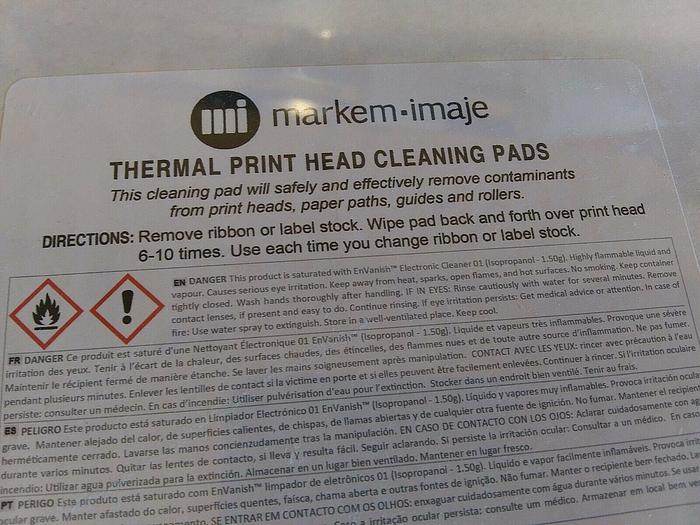 mi markem·imaje
THERMAL PRINT HEAD CLEANING PADS
This cleaning pad will safely and effectively remove contaminants
from print heads, paper paths, guides and rollers.
DIRECTIONS: Remove ribbon or label stock. Wipe pad back and forth over print head
6-10 times. Use each time you change ribbon or label stock.
EN DANGER This product is saturated with EnVanish™ Electronic Cleaner 01 (Isopropanol - 1.50g). Highly flammable liquid and
vapour. Causes serious eye irritation. Keep away from heat, sparks, open flames, and hot surfaces. No smoking. Keep container
tightly closed. Wash hands thoroughly after handling. IF IN EYES: Rinse cautiously with water for several minutes. Remove
contact lenses, if present and easy to do. Continue rinsing. If eye irritation persists: Get medical advice or attention. In case of
fire: Use water spray to extinguish. Store in a well-ventilated place. Keep cool.
FR DANGER Ce produit est saturé d'une Nettoyant Électronique 01 EnVanish™ (Isopropanol - 1.50g). Liquide et vapeurs très inflammables. Provoque une sévère
irritation des yeux. Tenir à l'écart de la chaleur, des surfaces chaudes, des étincelles, des flammes nues et de toute autre source d'inflammation. Ne pas fumer.
Maintenir le récipient fermé de manière étanche. Se laver les mains soigneusement après manipulation. CONTACT AVEC LES YEUX: rincer avec précaution à l'eau
pendant plusieurs minutes. Enlever les lentilles de contact si la victime en porte et si elles peuvent être facilement enlevées. Continuer à rincer. Si l'irritation oculaire
persiste: consulter un médecin. En cas d'incendie: Utiliser pulvérisation d'eau pour l'extinction. Stocker dans un endroit bien ventilé. Tenir au frais.
ES PELIGRO Este producto está saturado en Limpiador Electrónico 01 EnVanish™ (Isopropanol - 1.50g). Líquido y vapores muy inflamables. Provoca irritación ocular
grave. Mantener alejado del calor, de superficies calientes, de chispas, de llamas abiertas y de cualquier otra fuente de ignición. No fumar. Mantener el recipiente
herméticamente cerrado. Lavarse las manos concienzudamente tras la manipulación. EN CASO DE CONTACTO CON LOS OJOS: Aclarar cuidadosamente con ag
durante varios minutos. Quitar las lentes de contacto, si lleva y resulta fácil. Seguir aclarando. Si persiste la irritación ocular: Consultar a un médico. En caso
incendio: Utilizar agua pulverizada para la extinción. Almacenar en un lugar bien ventilado. Mantener en lugar fresco.
PT PERIGO Este produto está saturado com EnVanish™ limpador de eletrônicos 01 (Isopropanol - 1.50g). Líquido e vapor facilmente inflamáveis. Provoca irri
ocular grave. Manter afastado do calor, superfícies quentes, faísca, chama aberta e outras fontes de ignição. Não fumar. Manter o recipiente bem fechado. La
SE ENTRAR EM CONTACTO COM OS OLHOS: enxaguar cuidadosamente com água durante vários minutos. Se usa
a irritação ocular persista: consulte um médico. Armazenar em local bem ven